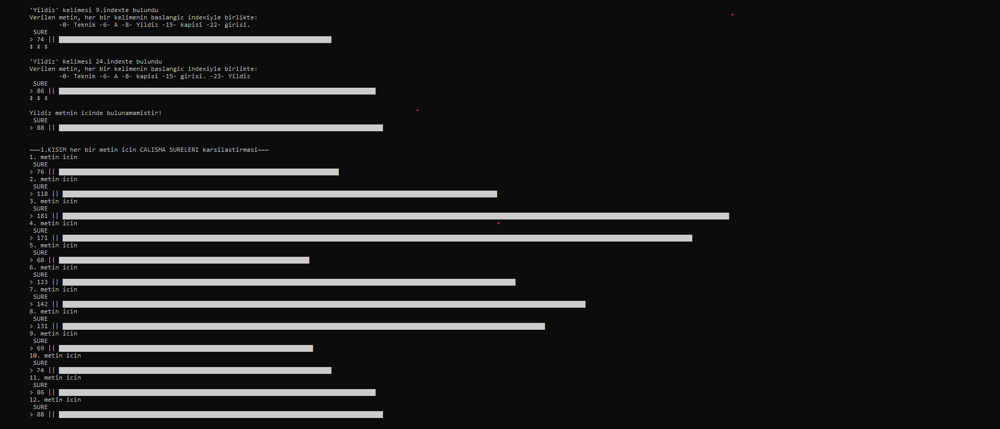 'Yildiz' kelimesi 9.indexte bulundu
Verilen metin, her bir kelimenin baslangic indexiyle birlikte:
-0- Teknik -6- A -8- Yildiz -15- kapisi -22- girisi.
SURE
> 74 ||
↕ ↕ ↕
'Yildiz' kelimesi 24.indexte bulundu
Verilen metin, her bir kelimenin baslangic indexiyle birlikte:
-0- Teknik -6- A -8- kapisi -15- girisi. -23- Yildiz
SURE
> 86 ||
↕ ↕ ↕
Yildiz metnin icinde bulunamamistir!
SURE
> 88 ||
~~~1.KISIM her bir metin icin CALISMA SURELERI karsilastirmasi~~~
1. metin icin
SURE
> 76 ||
2. metin icin
SURE
> 118 ||
3. metin icin
SURE
> 181 ||
4. metin icin
SURE
> 171 ||
5. metin icin
SURE
> 68 ||
6. metin icin
SURE
> 123 ||
7. metin icin
SURE
> 142 ||
8. metin icin
SURE
> 131 ||
9. metin icin
SURE
> 69 ||
10. metin icin
SURE
> 74 ||
11. metin icin
SURE
> 86 ||
12. metin icin
SURE
> 88 ||